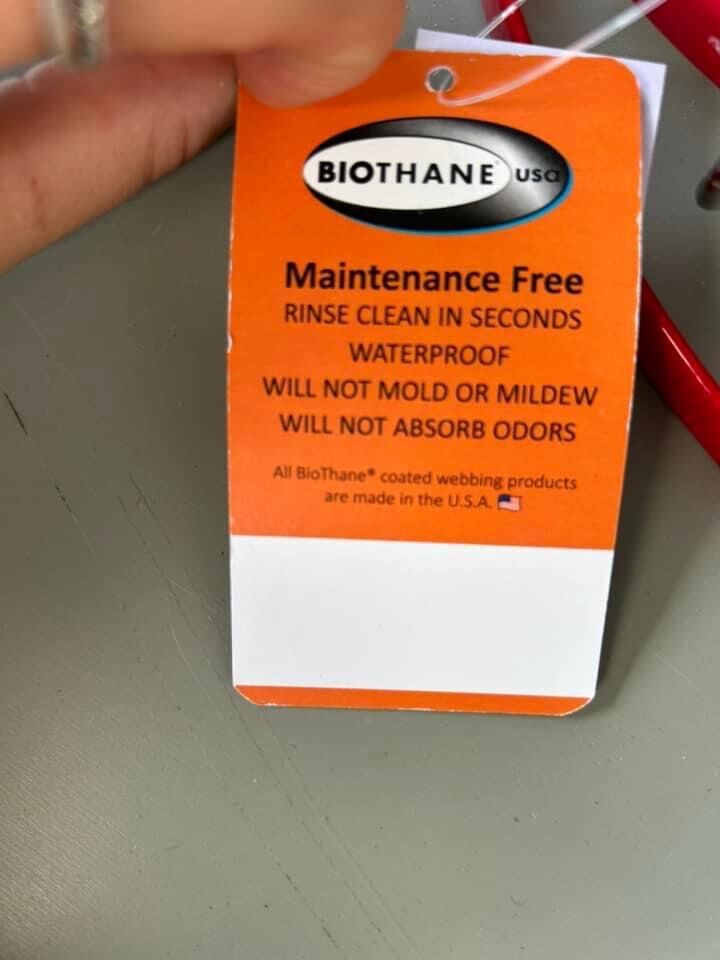 BIOTHANE usa
Maintenance Free
RINSE CLEAN IN SECONDS
WATERPROOF
WILL NOT MOLD OR MILDEW
WILL NOT ABSORB ODORS
All BioThane® coated webbing products
are made in the U.S.A.